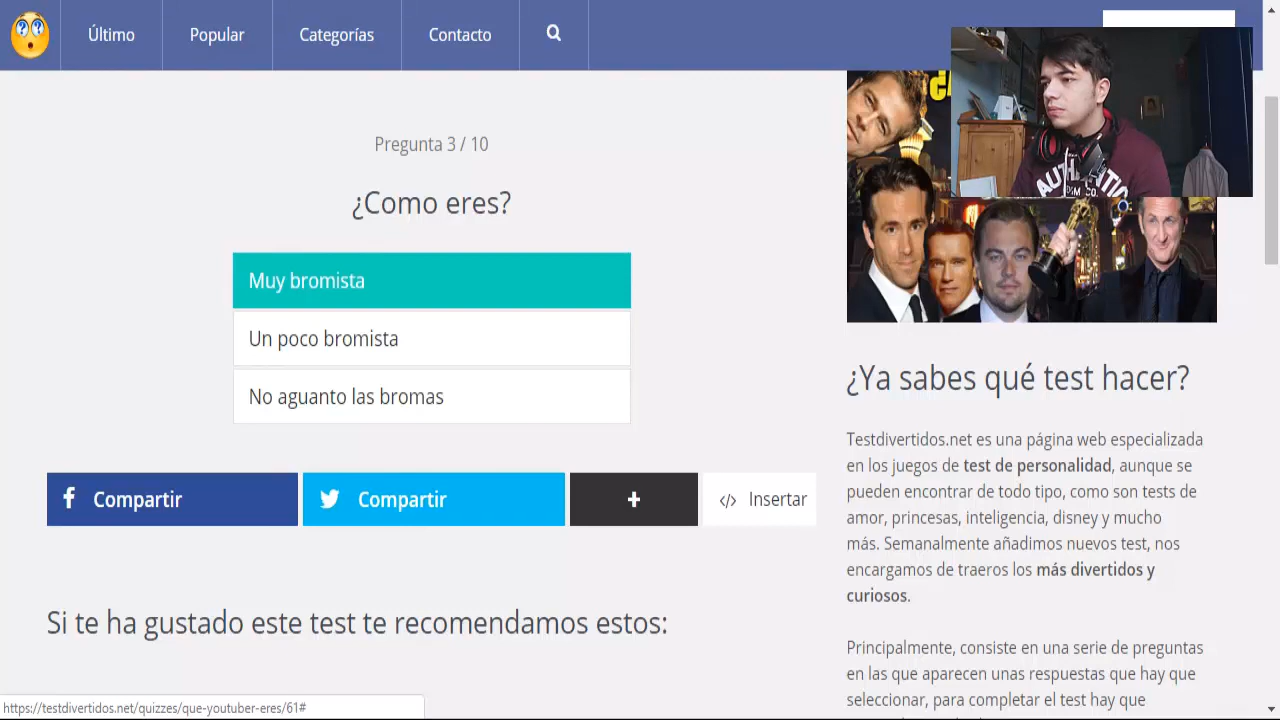 Último Popular Categorías Contacto
Pregunta 3 / 10
¿Como eres?
Muy bromista
Un poco bromista
No aguanto las bromas
Compartir
Compartir
+
</> Insertar
Si te ha gustado este test te recomendamos estos:
AUTHENTIC
¿Ya sabes qué test hacer?
Testdivertidos.net es una página web especializada
en los juegos de test de personalidad, aunque se
pueden encontrar de todo tipo, como son tests de
amor, princesas, inteligencia, disney y mucho
más. Semanalmente añadimos nuevos test, nos
encargamos de traeros los más divertidos y
curiosos.
Principalmente, consiste en una serie de preguntas
en las que aparecen unas respuestas que hay que
seleccionar, para completar el test hay que
https://testdivertidos.net/quizzes/que-youtuber-eres/61#